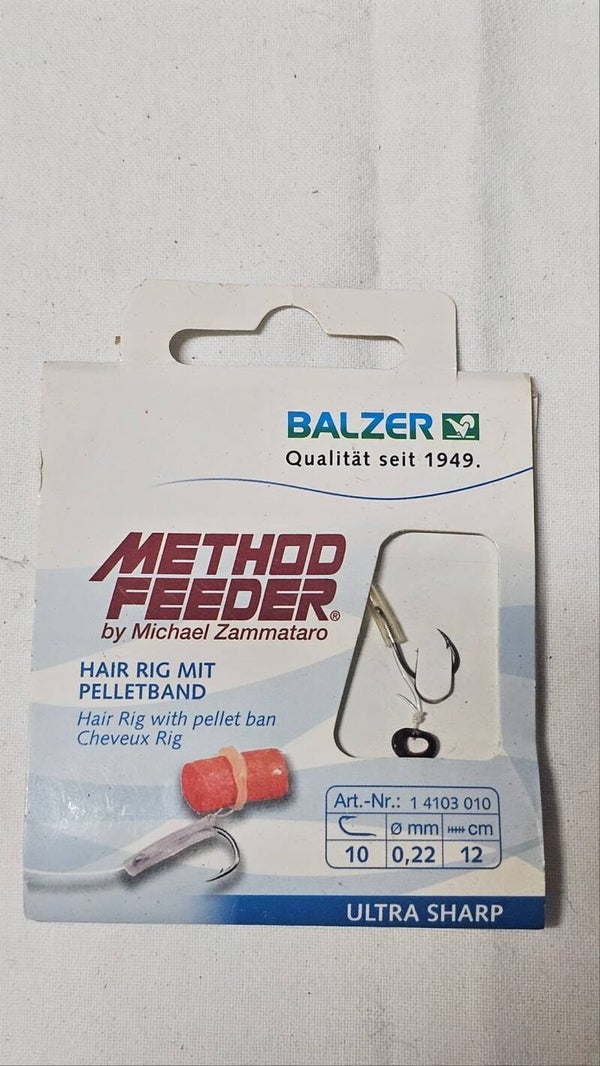 BALZER
Qualität seit 1949.
METHOD
FEEDER®
by Michael Zammataro
HAIR RIG MIT
PELLETBAND
Hair Rig with pellet ban
Cheveux Rig
Art.-Nr.: 1 4103 010
ø mm cm
10 0,22 12
ULTRA SHARP